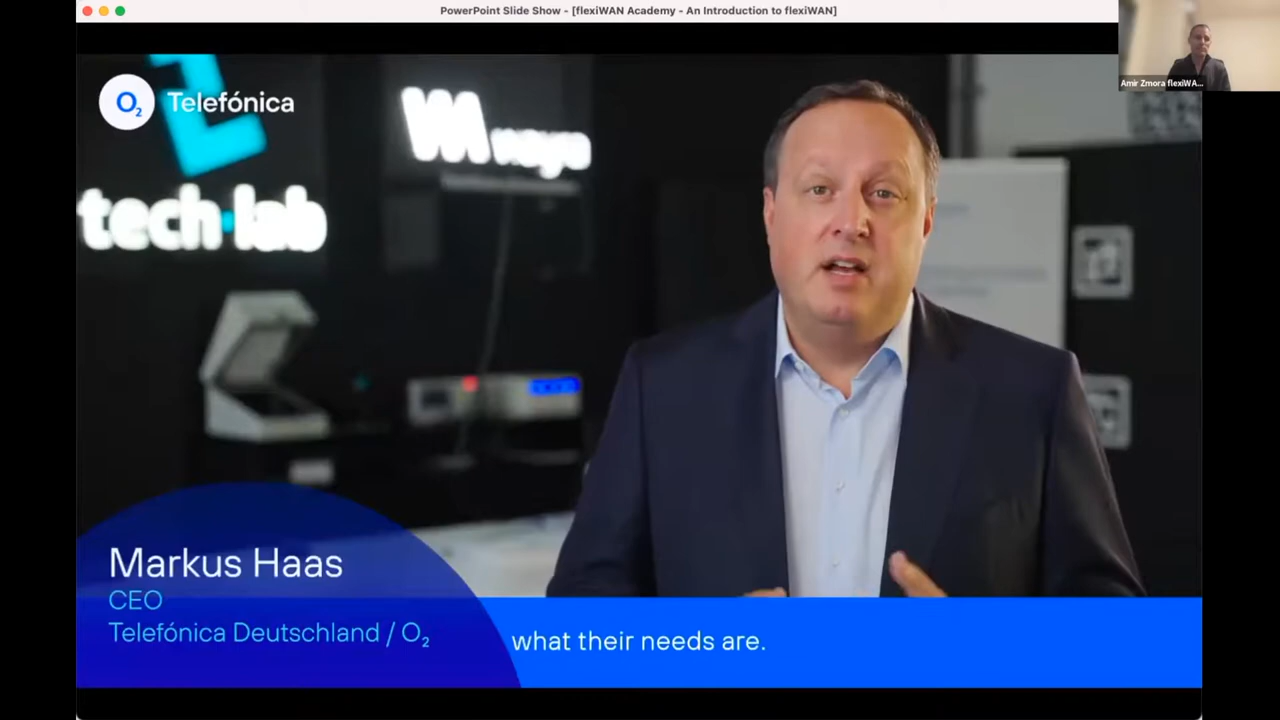 PowerPoint Slide Show - [flexiWAN Academy - An Introduction to flexiWAN]
Amir Zmora flexiWA...
O₂ Telefónica
tech·lab
Markus Haas
CEO
Telefónica Deutschland / O₂
what their needs are.